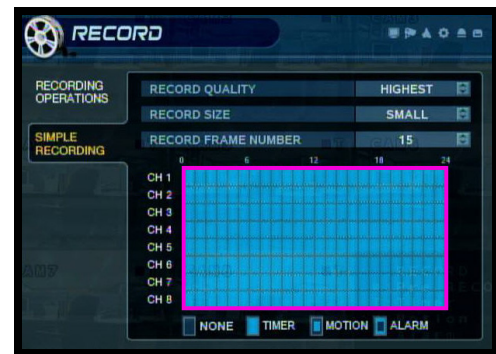 RECORD
RECORDING OPERATIONS
RECORD QUALITY HIGHEST
RECORD SIZE SMALL
SIMPLE RECORDING
RECORD FRAME NUMBER 15
0 6 12 18 24
CH 1
CH 2
CH 3
CH 4
CH 5
CH 6
CH 7
CH 8
NONE TIMER MOTION ALARM